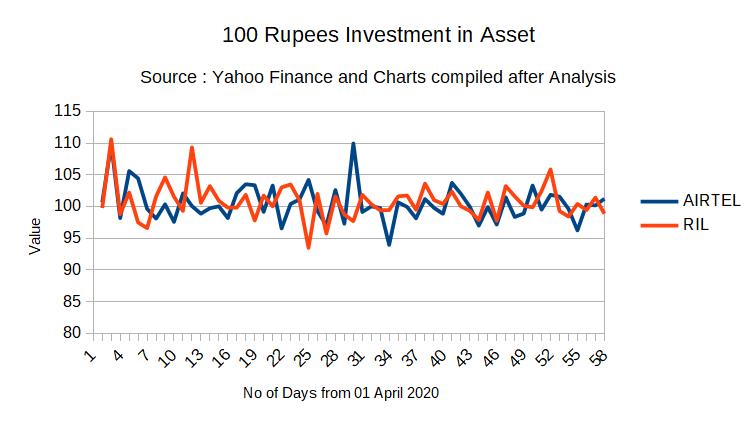 100 Rupees Investment in Asset
Source : Yahoo Finance and Charts compiled after Analysis
115
110
105
100
95
90
85
80
Value
1 4 7 10 13 16 19 22 25 28 31 34 37 40 43 46 49 52 55 58
No of Days from 01 April 2020
AIRTEL
RIL